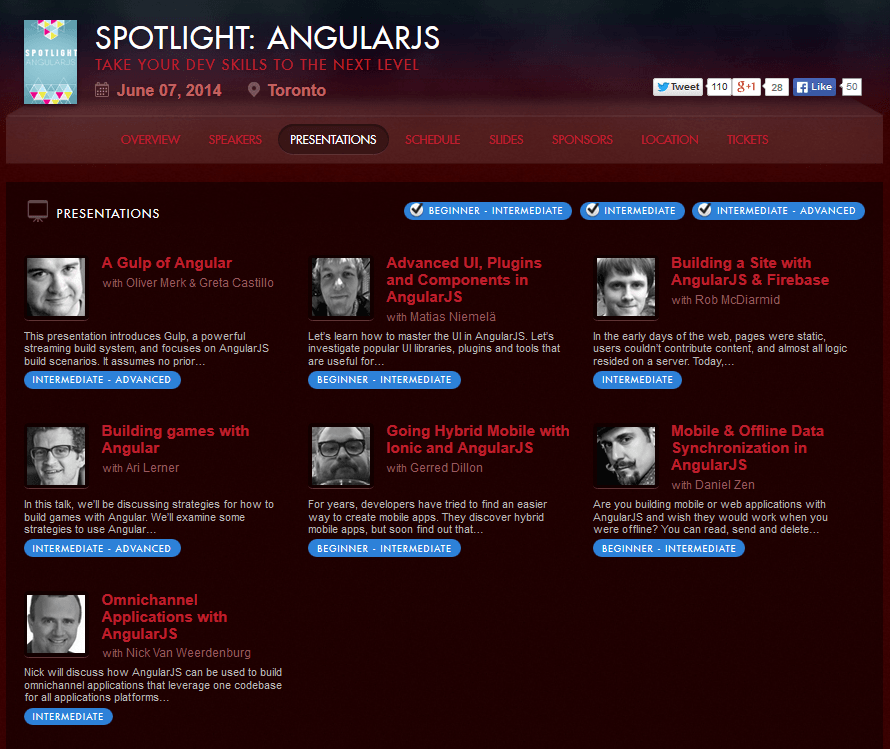 SPOTLIGHT
ANGULARJS
SPOTLIGHT: ANGULARJS
TAKE YOUR DEV SKILLS TO THE NEXT LEVEL
June 07, 2014 Toronto
Tweet 110 g+1 28 Like 50
OVERVIEW SPEAKERS PRESENTATIONS SCHEDULE SLIDES SPONSORS LOCATION TICKETS
PRESENTATIONS
BEGINNER - INTERMEDIATE INTERMEDIATE INTERMEDIATE - ADVANCED
A Gulp of Angular
with Oliver Merk & Greta Castillo
This presentation introduces Gulp, a powerful
streaming build system, and focuses on AngularJS
build scenarios. It assumes no prior…
INTERMEDIATE - ADVANCED
Advanced UI, Plugins
and Components in
AngularJS
with Matias Niemelä
Let's learn how to master the UI in AngularJS. Let's
investigate popular UI libraries, plugins and tools that
are useful for…
BEGINNER - INTERMEDIATE
Building a Site with
AngularJS & Firebase
with Rob McDiarmid
In the early days of the web, pages were static,
users couldn't contribute content, and almost all logic
resided on a server. Today,…
INTERMEDIATE
Building games with
Angular
with Ari Lerner
In this talk, we'll be discussing strategies for how to
build games with Angular. We'll examine some
strategies to use Angular…
INTERMEDIATE - ADVANCED
Going Hybrid Mobile with
Ionic and AngularJS
with Gerred Dillon
For years, developers have tried to find an easier
way to create mobile apps. They discover hybrid
mobile apps, but soon find out that…
BEGINNER - INTERMEDIATE
Mobile & Offline Data
Synchronization in
AngularJS
with Daniel Zen
Are you building mobile or web applications with
AngularJS and wish they would work when you
were offline? You can read, send and delete…
BEGINNER - INTERMEDIATE
Omnichannel
Applications with
AngularJS
with Nick Van Weerdenburg
Nick will discuss how AngularJS can be used to build
omnichannel applications that leverage one codebase
for all applications platforms…
INTERMEDIATE